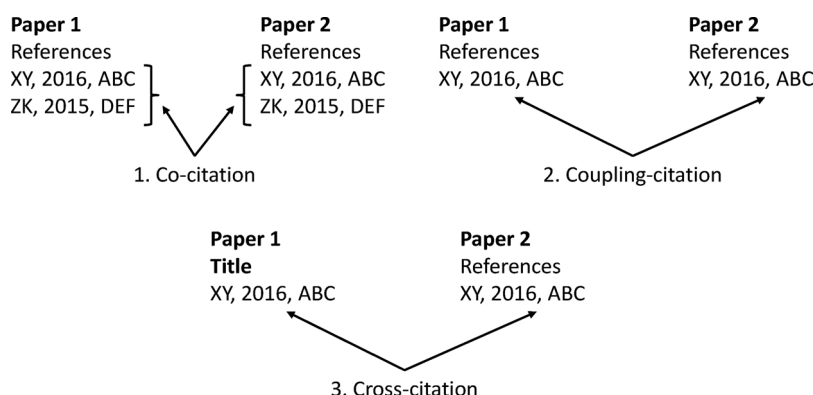 Paper 1
References
XY, 2016, ABC
ZK, 2015, DEF
Paper 2
References
XY, 2016, ABC
ZK, 2015, DEF
1. Co-citation
Paper 1
References
XY, 2016, ABC
Paper 2
References
XY, 2016, ABC
2. Coupling-citation
Paper 1
Title
XY, 2016, ABC
Paper 2
References
XY, 2016, ABC
3. Cross-citation